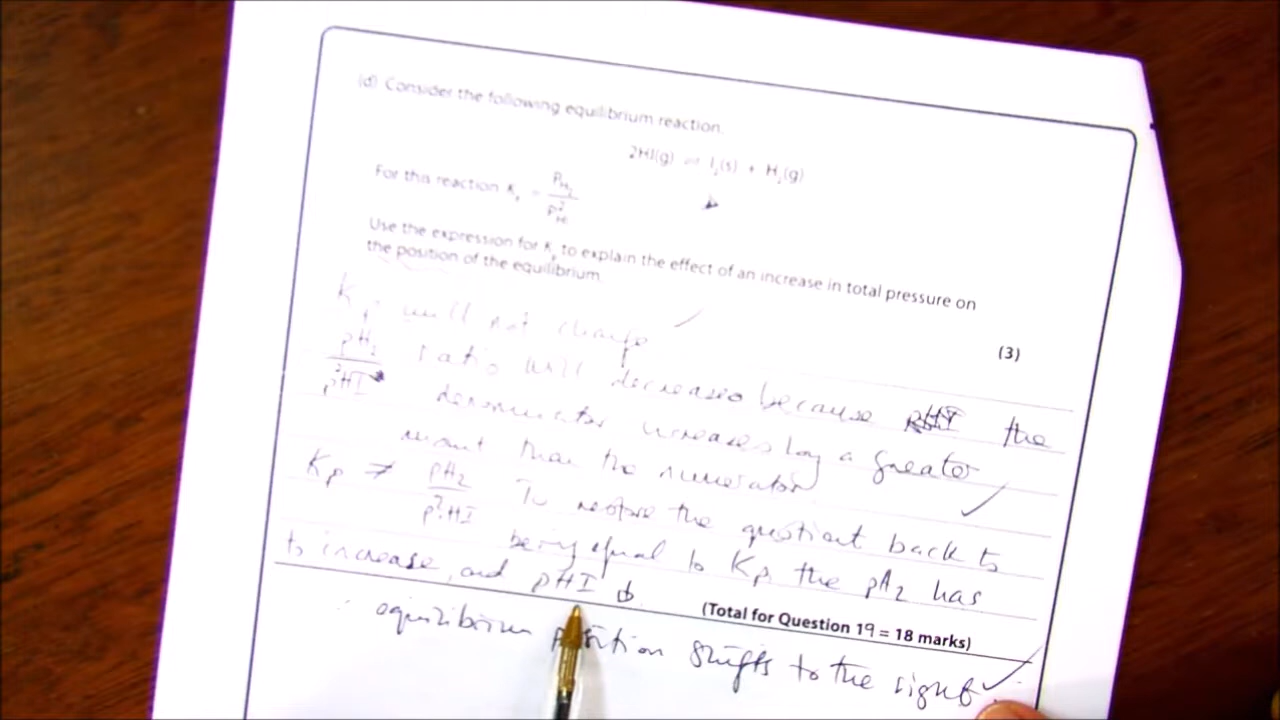 (d) Consider the following equilibrium reaction.
2HI(g) ⇌ I₂(s) + H₂(g)
For this reaction Kₚ = P_H₂ / P²_HI
Use the expression for Kₚ to explain the effect of an increase in total pressure on
the position of the equilibrium.
(3)
Kp will not change ✓
pH₂ / p²HI ratio will decreases because the
denominator increases by a greater
amount than the numerator ✓
Kp ≠ pH₂ / p²HI To restore the quotient back to
being equal to Kp the pH₂ has
to increase, and pHI ↓
(Total for Question 19 = 18 marks)
∴ equilibrium position shifts to the right ✓